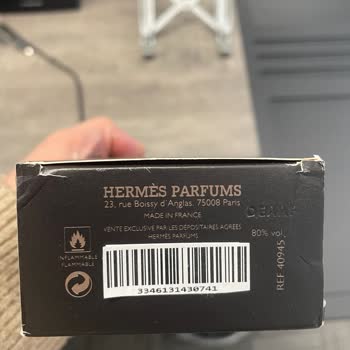 HERMÈS PARFUMS
23, rue Boissy d'Anglas 75008 Paris
MADE IN FRANCE
VENTE EXCLUSIVE PAR LES DÉPOSITAIRES AGRÉÉS
HERMÈS PARFUMS
80% vol.
INFLAMMABLE
FLAMMABLE
REF. 40945
3346131430741